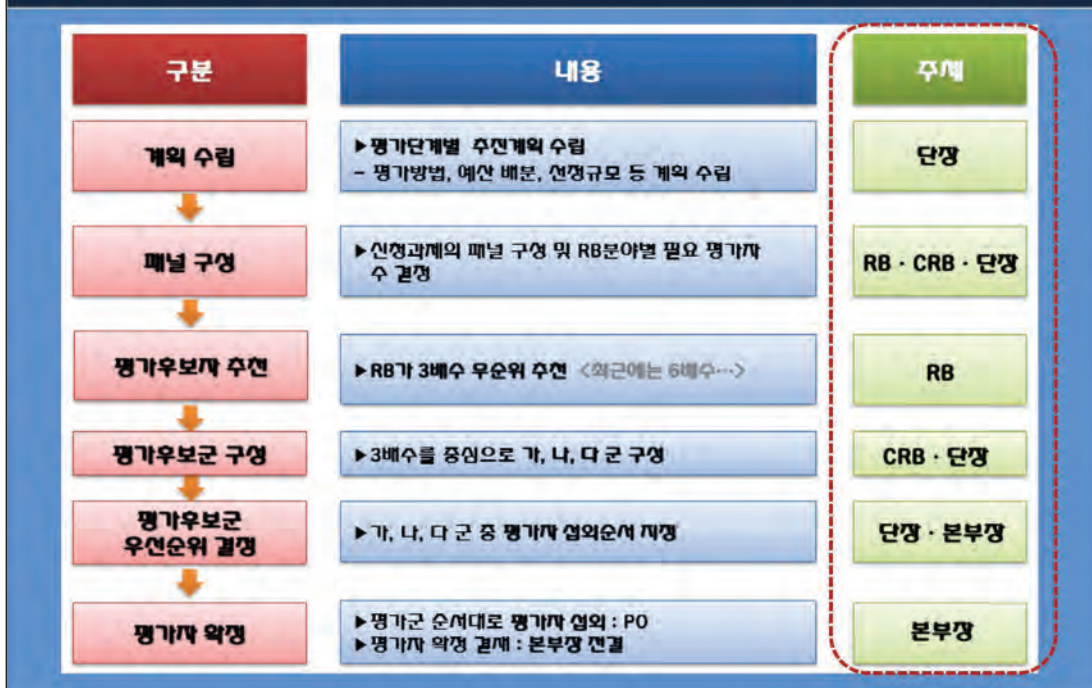 구분 내용 주체
계획 수립
▶평가단계별 추진계획 수립
- 평가방법, 예산 배분, 선정규모 등 계획 수립
단장
패널 구성
▶신청과제의 패널 구성 및 RB분야별 필요 평가자
수 결정
RB · CRB · 단장
평가후보자 추천
▶RB가 3배수 무순위 추천 <최근에는 6배수…>
RB
평가후보군 구성
▶3배수를 중심으로 가, 나, 다 군 구성
CRB · 단장
평가후보군
우선순위 결정
▶가, 나, 다 군 중 평가자 섭외순서 지정
단장 · 본부장
평가자 확정
▶평가군 순서대로 평가자 섭외 : PO
▶평가자 확정 결재 : 본부장 전결
본부장